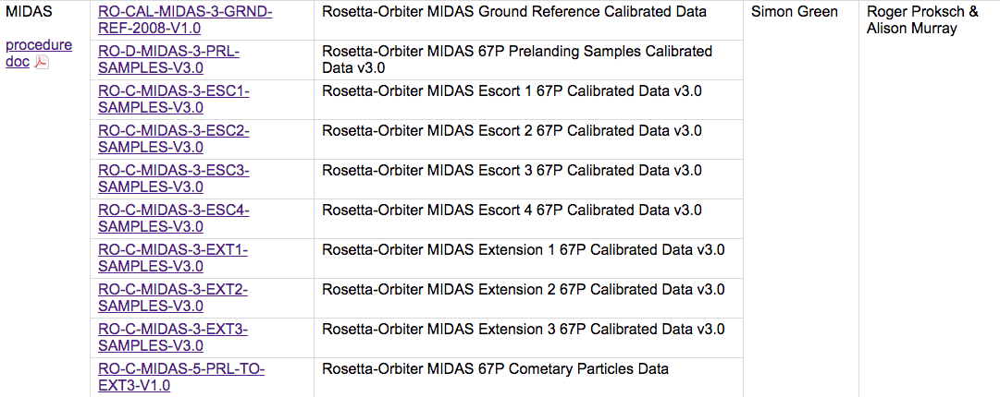 MIDAS
procedure
doc
RO-CAL-MIDAS-3-GRND-
REF-2008-V1.0
Rosetta-Orbiter MIDAS Ground Reference Calibrated Data
Simon Green
Roger Proksch &
Alison Murray
RO-D-MIDAS-3-PRL-
SAMPLES-V3.0
Rosetta-Orbiter MIDAS 67P Prelanding Samples Calibrated
Data v3.0
RO-C-MIDAS-3-ESC1-
SAMPLES-V3.0
Rosetta-Orbiter MIDAS Escort 1 67P Calibrated Data v3.0
RO-C-MIDAS-3-ESC2-
SAMPLES-V3.0
Rosetta-Orbiter MIDAS Escort 2 67P Calibrated Data v3.0
RO-C-MIDAS-3-ESC3-
SAMPLES-V3.0
Rosetta-Orbiter MIDAS Escort 3 67P Calibrated Data v3.0
RO-C-MIDAS-3-ESC4-
SAMPLES-V3.0
Rosetta-Orbiter MIDAS Escort 4 67P Calibrated Data v3.0
RO-C-MIDAS-3-EXT1-
SAMPLES-V3.0
Rosetta-Orbiter MIDAS Extension 1 67P Calibrated Data v3.0
RO-C-MIDAS-3-EXT2-
SAMPLES-V3.0
Rosetta-Orbiter MIDAS Extension 2 67P Calibrated Data v3.0
RO-C-MIDAS-3-EXT3-
SAMPLES-V3.0
Rosetta-Orbiter MIDAS Extension 3 67P Calibrated Data v3.0
RO-C-MIDAS-5-PRL-TO-
EXT3-V1.0
Rosetta-Orbiter MIDAS 67P Cometary Particles Data